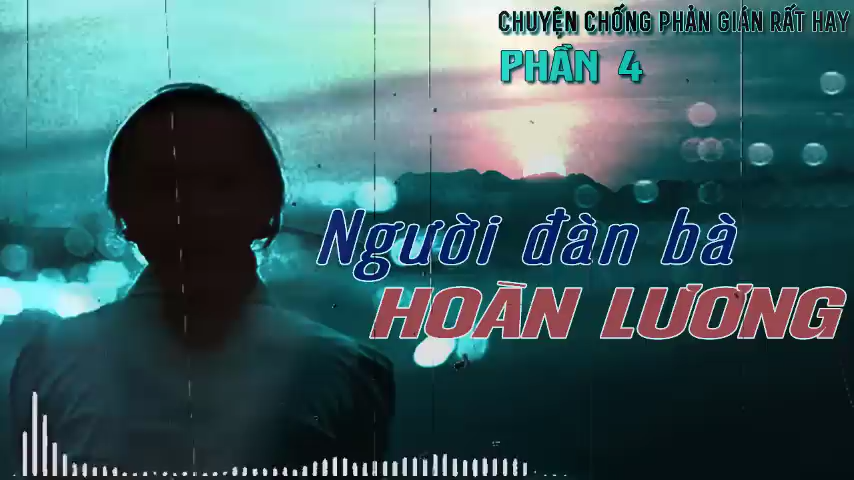 CHUYỆN CHỐNG PHẢN GIÁN RẤT HAY
PHẦN 4
Người đàn bà
HOÀN LƯƠNG